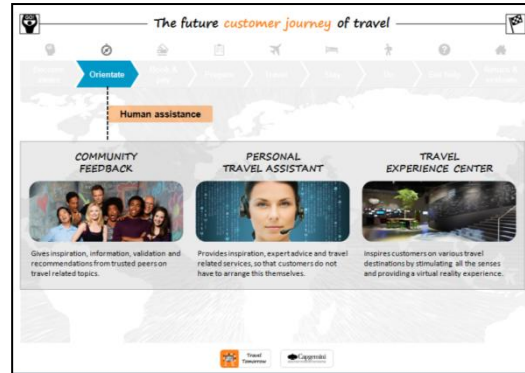 The future customer journey of travel
Orientate
Human assistance
COMMUNITY
FEEDBACK
Gives inspiration, information, validation and
recommendations from trusted peers on
travel related topics.
PERSONAL
TRAVEL ASSISTANT
Provides inspiration, expert advice and travel
related services, so that customers do not
have to arrange this themselves.
TRAVEL
EXPERIENCE CENTER
Inspires customers on various travel
destinations by stimulating all the senses
and providing a virtual reality experience.
Travel
Tomorrow
Capgemini